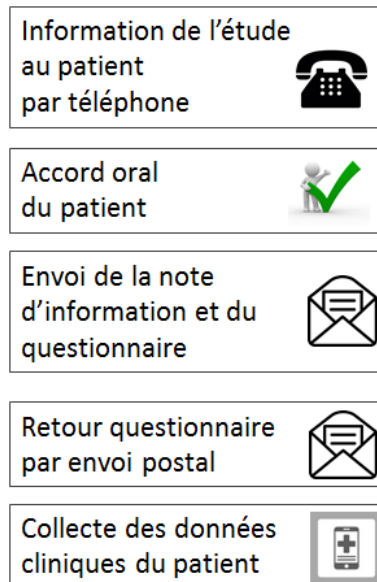 Information de l'étude
au patient
par téléphone
Accord oral
du patient
Envoi de la note
d'information et du
questionnaire
Retour questionnaire
par envoi postal
Collecte des données
cliniques du patient